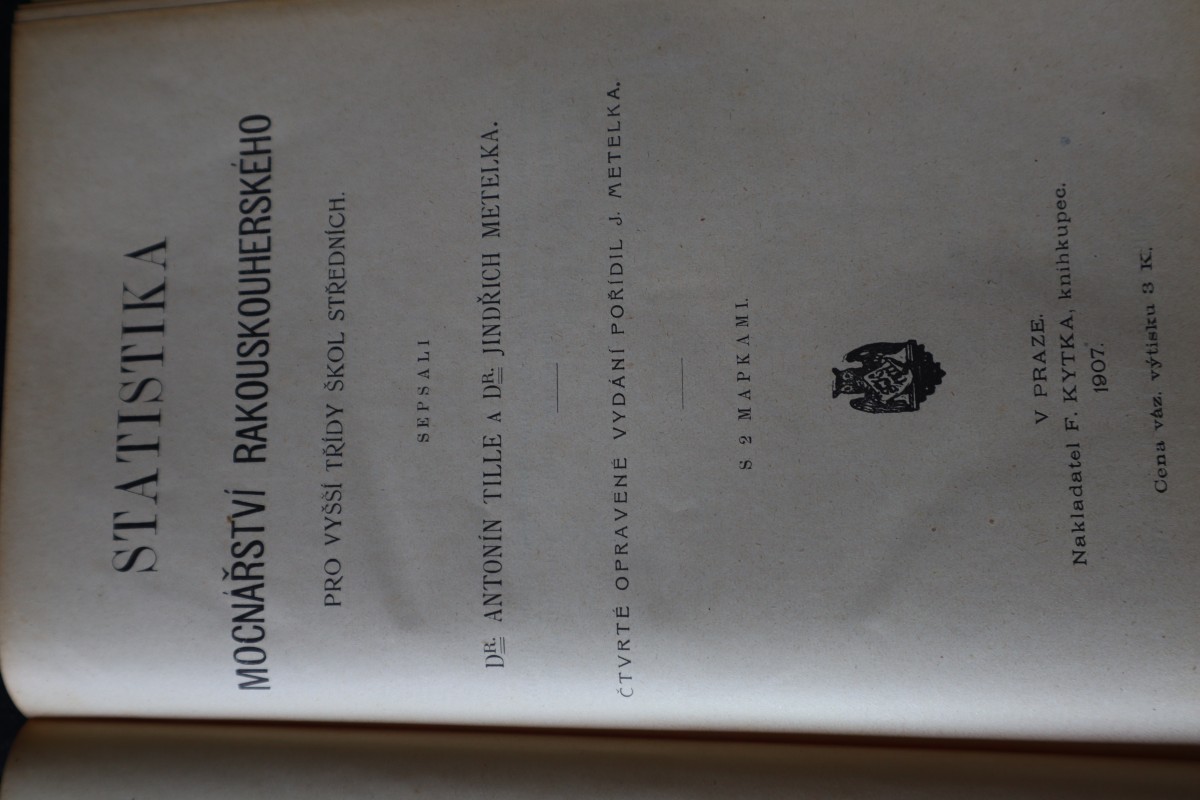 STATISTIKA
MOCNÁŘSTVÍ RAKOUSKOUHERSKÉHO
PRO VYŠŠÍ TŘÍDY ŠKOL STŘEDNÍCH.
SEPSALI
DR. ANTONÍN TILLE A DR. JINDŘICH METELKA.
ČTVRTÉ OPRAVENÉ VYDÁNÍ POŘÍDIL J. METELKA.
S 2 MAPKAMI.
V PRAZE.
Nakladatel F. KYTKA, knihkupec.
1907.
Cena váz. výtisku 3 K.